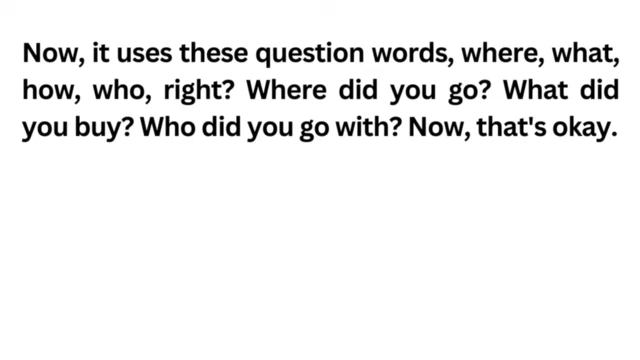 Now, it uses these question words, where, what,
how, who, right? Where did you go? What did
you buy? Who did you go with? Now, that's okay.